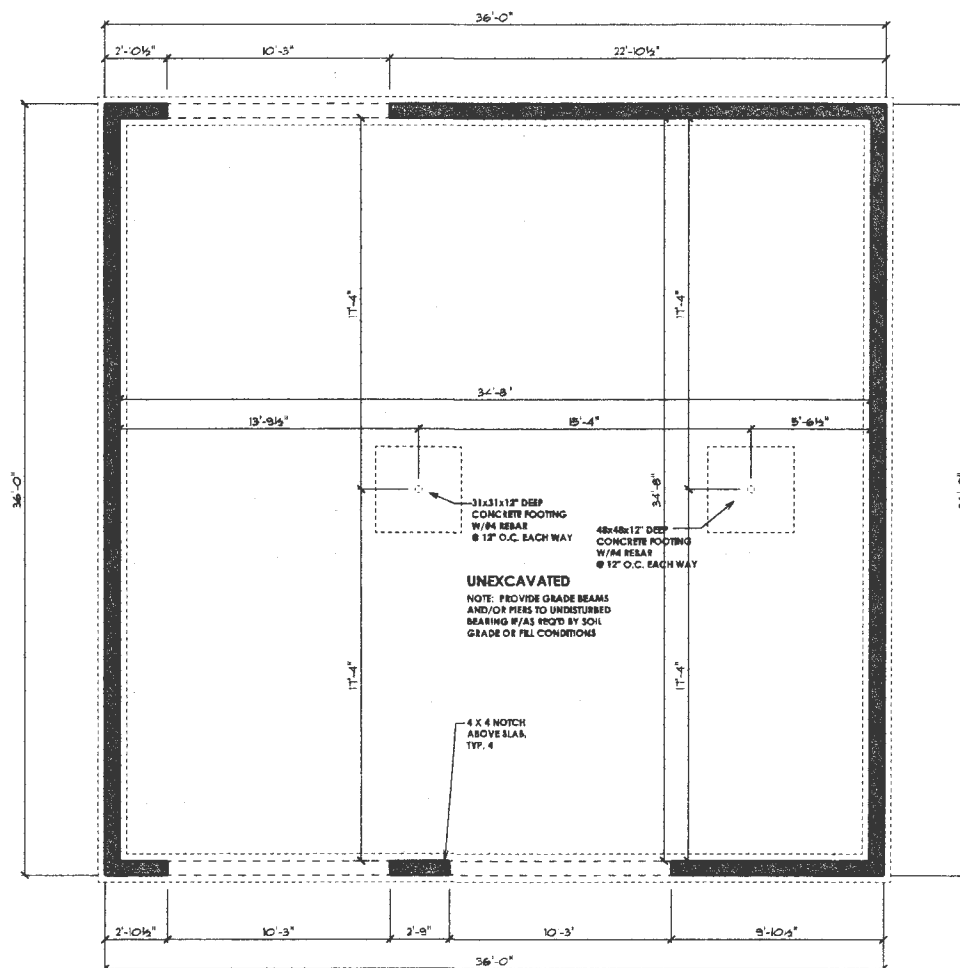 36'-0"
2'-10½" 10'-3" 22'-10½"
17'-4" 17'-4"
34'-8"
13'-9½" 15'-4" 5'-6½"
36'-0"
34'-8"
31x31x12" DEEP
CONCRETE FOOTING
W/#4 REBAR
@ 12" O.C. EACH WAY
48x48x12" DEEP
CONCRETE FOOTING
W/#4 REBAR
@ 12" O.C. EACH WAY
UNEXCAVATED
NOTE: PROVIDE GRADE BEAMS
AND/OR PIERS TO UNDISTURBED
BEARING IF/AS REQ'D BY SOIL
GRADE OR FILL CONDITIONS
17'-4" 17'-4"
4 X 4 NOTCH
ABOVE SLAB,
TYP. 4
2'-10½" 10'-3" 2'-9" 10'-3" 9'-10½"
36'-0"